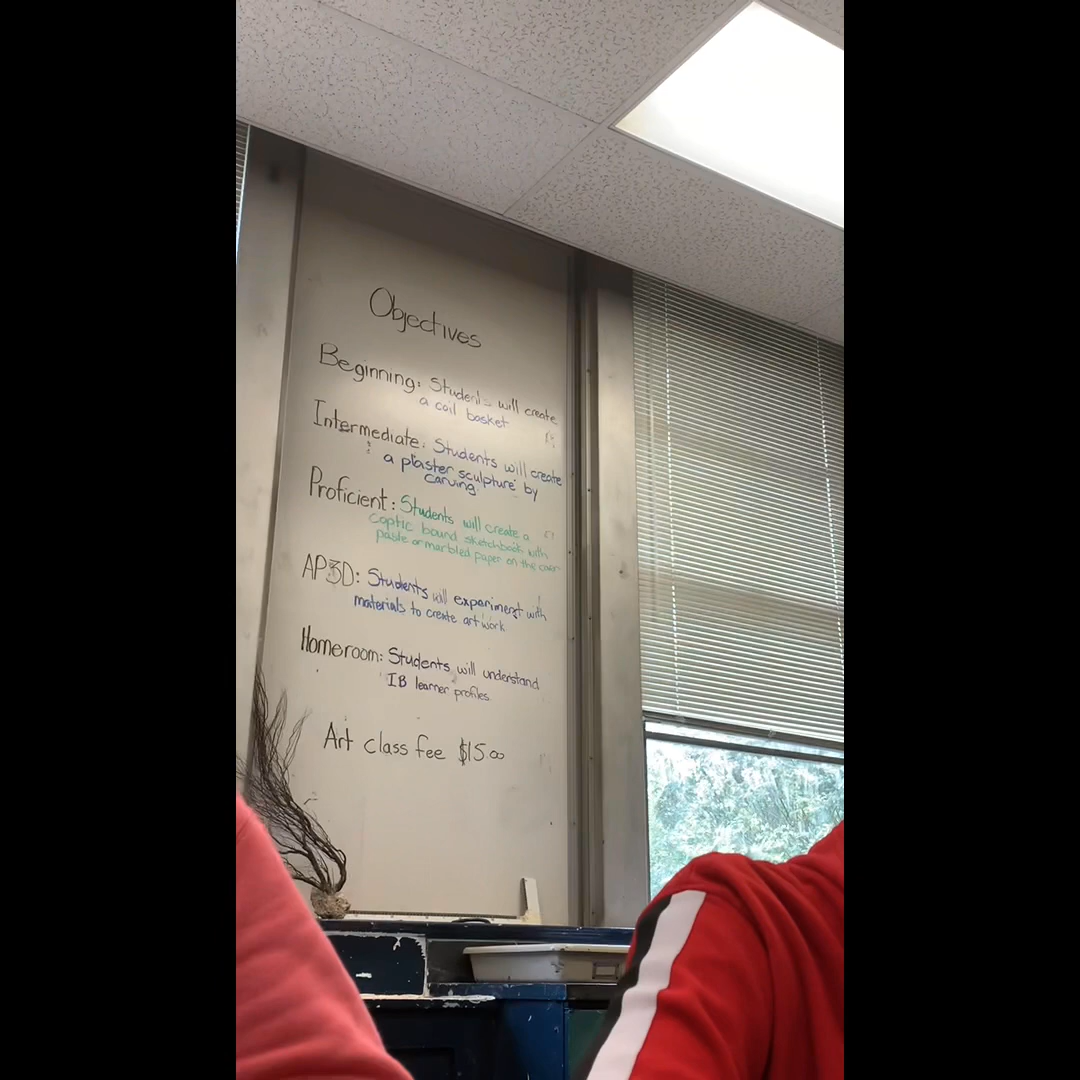 Objectives
Beginning: Students will create
a coil basket
Intermediate: Students will create
a plaster sculpture by
carving.
Proficient: Students will create a
coptic bound sketchbook with
paste or marbled paper on the cover
AP3D: Students will experiment with
materials to create art work
Homeroom: Students will understand
IB learner profiles.
Art class fee $15.00